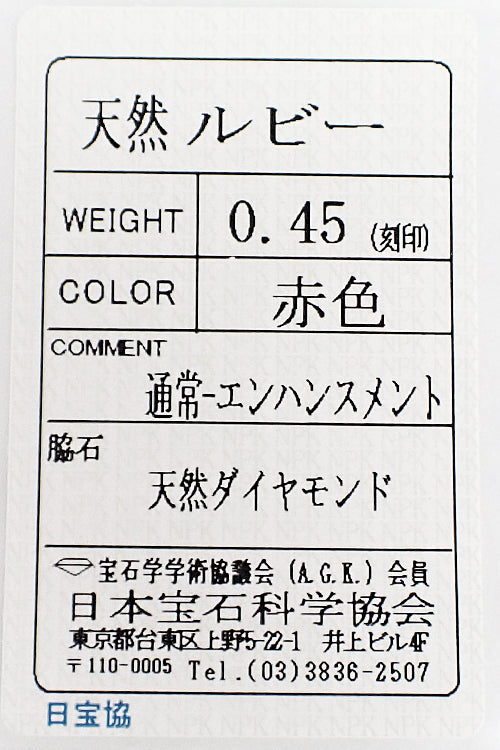 天然 ルビー
WEIGHT 0.45 (刻印)
COLOR 赤色
COMMENT
通常-エンハンスメント
脇石
天然ダイヤモンド
宝石学学術協議会 (A.G.K.) 会員
日本宝石科学協会
東京都台東区上野5-22-1 井上ビル4F
〒110-0005 Tel.(03)3836-2507
日宝協